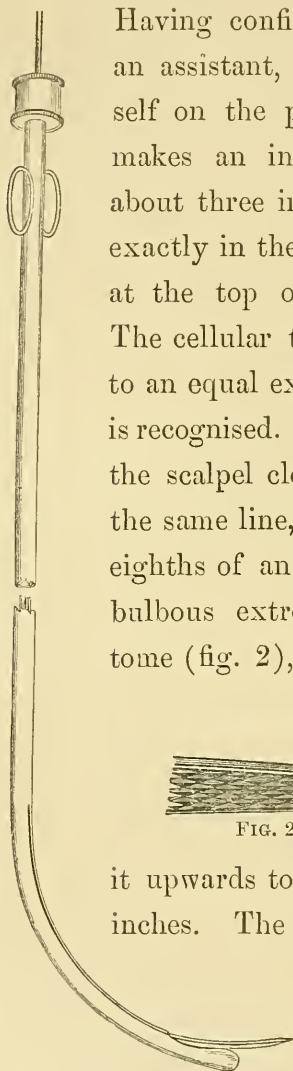 Having confi
an assistant,
self on the p
makes an in
about three in
exactly in the
at the top o
The cellular t
to an equal ex
is recognised.
the scalpel cl
the same line,
eighths of an
bulbous extre
tome (fig. 2),
FIG. 2
it upwards to
inches. The